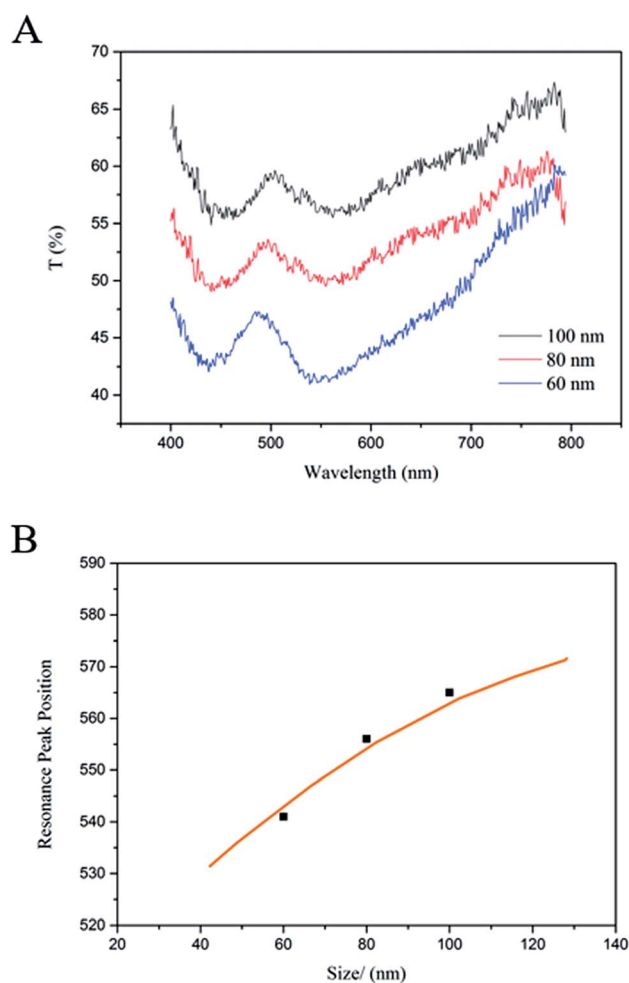 A
70
65
60
55
50
45
40
T (%)
100 nm
80 nm
60 nm
400 500 600 700 800
Wavelength (nm)
B
590
580
570
560
550
540
530
520
Resonance Peak Position
20 40 60 80 100 120 140
Size/ (nm)